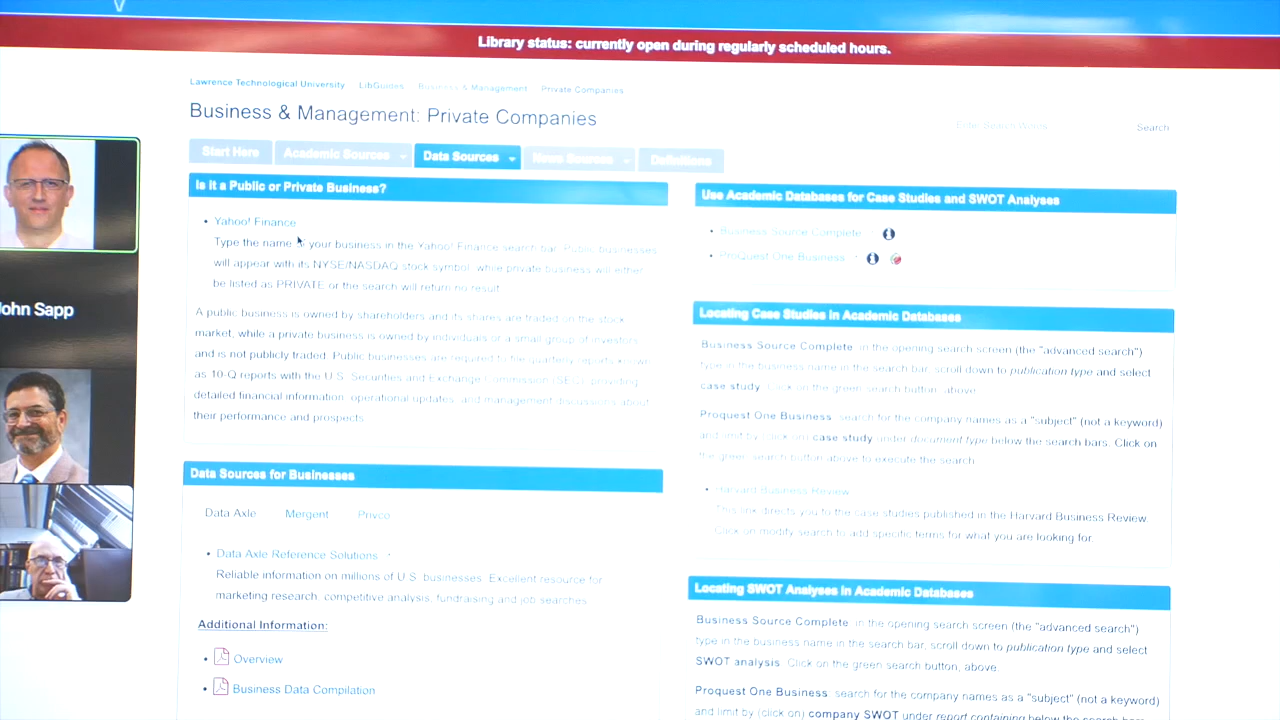 Library status: currently open during regularly scheduled hours.
Lawrence Technological University LibGuides Business & Management Private Companies
Business & Management: Private Companies
Enter Search Words Search
Start Here Academic Sources Data Sources News Sources Definitions
Is it a Public or Private Business?
• Yahoo! Finance
Type the name of your business in the Yahoo! Finance search bar. Public businesses
will appear with its NYSE/NASDAQ stock symbol, while private business will either
be listed as PRIVATE or the search will return no result.
A public business is owned by shareholders and its shares are traded on the stock
market, while a private business is owned by individuals or a small group of investors
and is not publicly traded. Public businesses are required to file quarterly reports known
as 10-Q reports with the U.S. Securities and Exchange Commission (SEC), providing
detailed financial information, operational updates, and management discussions about
their performance and prospects.
Data Sources for Businesses
Data Axle Mergent Privco
• Data Axle Reference Solutions
Reliable information on millions of U.S. businesses. Excellent resource for
marketing research, competitive analysis, fundraising and job searches.
Additional Information:
• Overview
• Business Data Compilation
Use Academic Databases for Case Studies and SWOT Analyses
• Business Source Complete
• ProQuest One Business
Locating Case Studies in Academic Databases
Business Source Complete: in the opening search screen (the "advanced search")
type in the business name in the search bar, scroll down to publication type and select
case study. Click on the green search button, above.
Proquest One Business: search for the company names as a "subject" (not a keyword)
and limit by (click on) case study under document type below the search bars. Click on
the green search button above to execute the search.
• Harvard Business Review
This link directs you to the case studies published in the Harvard Business Review.
Click on modify search to add specific terms for what you are looking for.
Locating SWOT Analyses in Academic Databases
Business Source Complete: in the opening search screen (the "advanced search")
type in the business name in the search bar, scroll down to publication type and select
SWOT analysis. Click on the green search button, above.
Proquest One Business: search for the company names as a "subject" (not a keyword)
and limit by (click on) company SWOT under report containing below the search
ohn Sapp